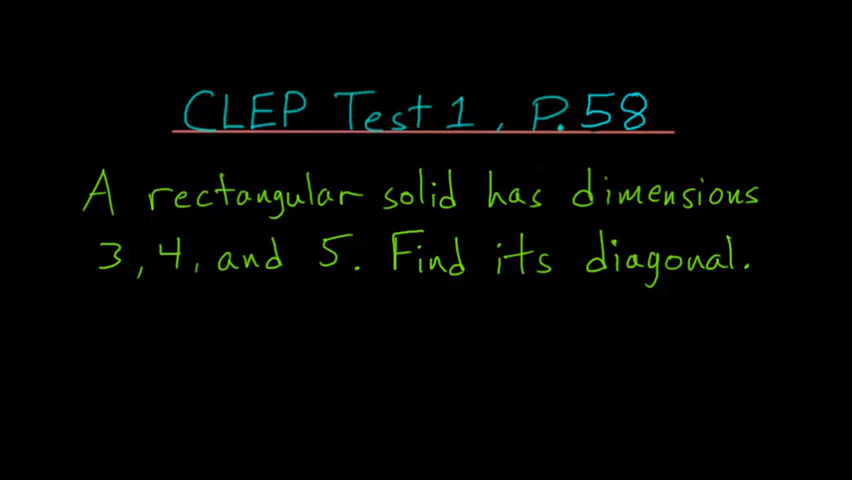 CLEP Test 1, P.58
A rectangular solid has dimensions
3, 4, and 5. Find its diagonal.